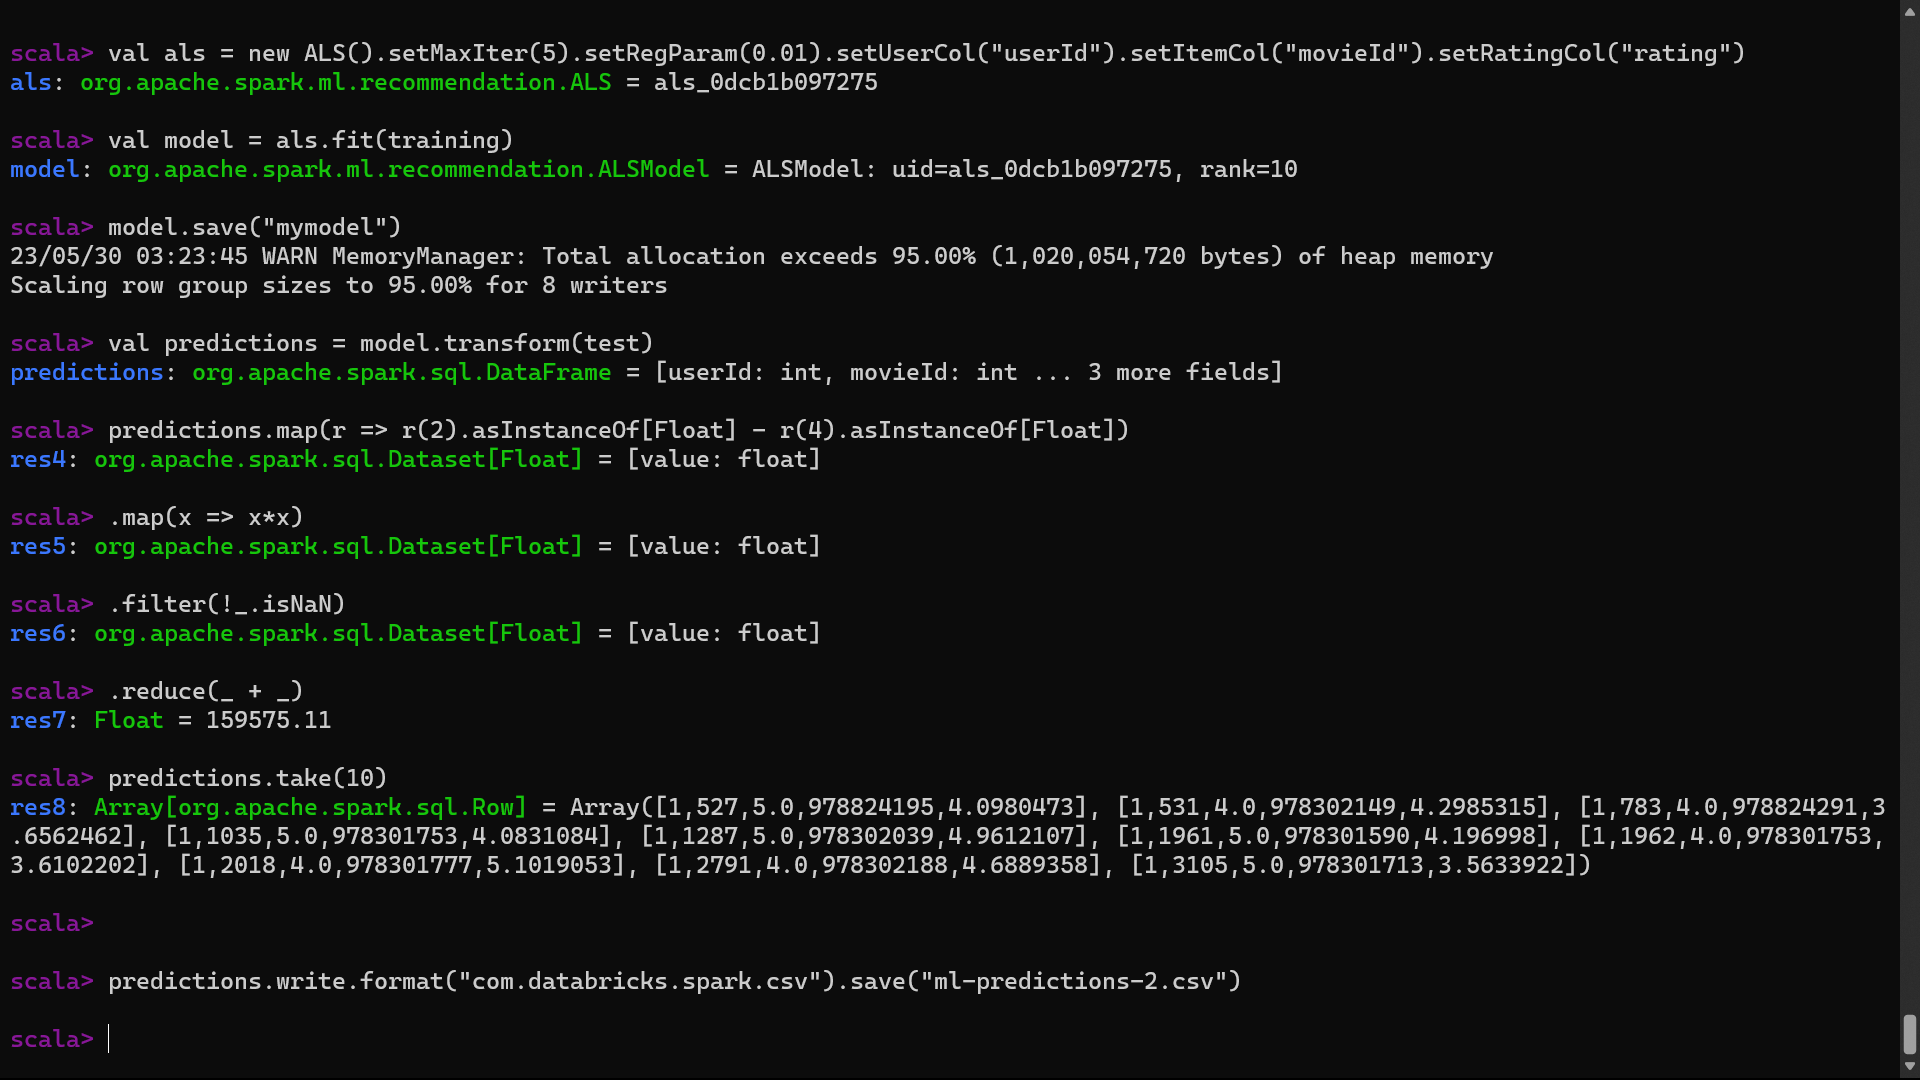 scala> val als = new ALS().setMaxIter(5).setRegParam(0.01).setUserCol("userId").setItemCol("movieId").setRatingCol("rating")
als: org.apache.spark.ml.recommendation.ALS = als_0dcb1b097275
scala> val model = als.fit(training)
model: org.apache.spark.ml.recommendation.ALSModel = ALSModel: uid=als_0dcb1b097275, rank=10
scala> model.save("mymodel")
23/05/30 03:23:45 WARN MemoryManager: Total allocation exceeds 95.00% (1,020,054,720 bytes) of heap memory
Scaling row group sizes to 95.00% for 8 writers
scala> val predictions = model.transform(test)
predictions: org.apache.spark.sql.DataFrame = [userId: int, movieId: int ... 3 more fields]
scala> predictions.map(r => r(2).asInstanceOf[Float] - r(4).asInstanceOf[Float])
res4: org.apache.spark.sql.Dataset[Float] = [value: float]
scala> .map(x => x*x)
res5: org.apache.spark.sql.Dataset[Float] = [value: float]
scala> .filter(!_.isNaN)
res6: org.apache.spark.sql.Dataset[Float] = [value: float]
scala> .reduce(_ + _)
res7: Float = 159575.11
scala> predictions.take(10)
res8: Array[org.apache.spark.sql.Row] = Array([1,527,5.0,978824195,4.0980473], [1,531,4.0,978302149,4.2985315], [1,783,4.0,978824291,3
.6562462], [1,1035,5.0,978301753,4.0831084], [1,1287,5.0,978302039,4.9612107], [1,1961,5.0,978301590,4.196998], [1,1962,4.0,978301753,
3.6102202], [1,2018,4.0,978301777,5.1019053], [1,2791,4.0,978302188,4.6889358], [1,3105,5.0,978301713,3.5633922])
scala>
scala> predictions.write.format("com.databricks.spark.csv").save("ml-predictions-2.csv")
scala>